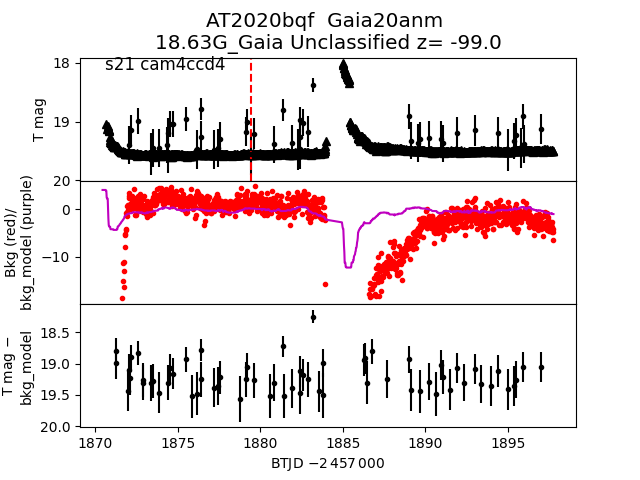 AT2020bqf  Gaia20anm
18.63G_Gaia Unclassified z= -99.0
s21 cam4ccd4
18
19
20
T mag
0
−10
Bkg (red)/
bkg_model (purple)
18.5
19.0
19.5
20.0
T mag −
bkg_model
1870
1875
1880
1885
1890
1895
BTJD −2 457 000